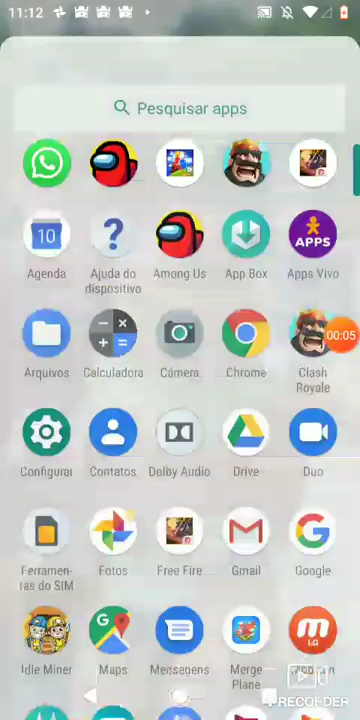 11:12
Pesquisar apps
10
APPS
Agenda
Ajuda do dispositivo
Among Us
App Box
Apps Vivo
00:05
Arquivos
Calculadora
Câmera
Chrome
Clash Royale
Configurar
Contatos
Dolby Audio
Drive
Duo
Ferramen-
tas do SIM
Fotos
Free Fire
Gmail
Google
Idle Miner
Maps
Mensagens
Merge Plane
RECORDER